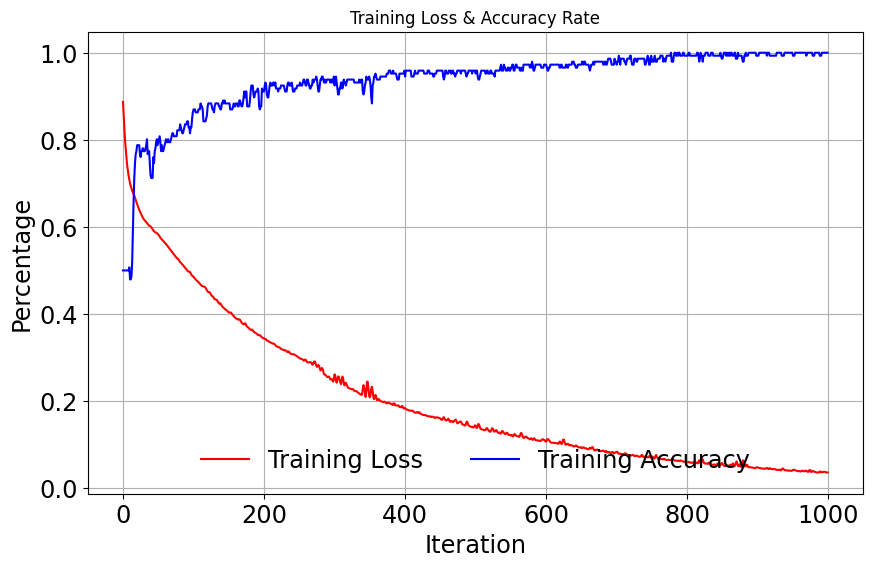 Training Loss & Accuracy Rate
1.0
0.8
0.6
0.4
0.2
0.0
Percentage
Training Loss Training Accuracy
0 200 400 600 800 1000
Iteration